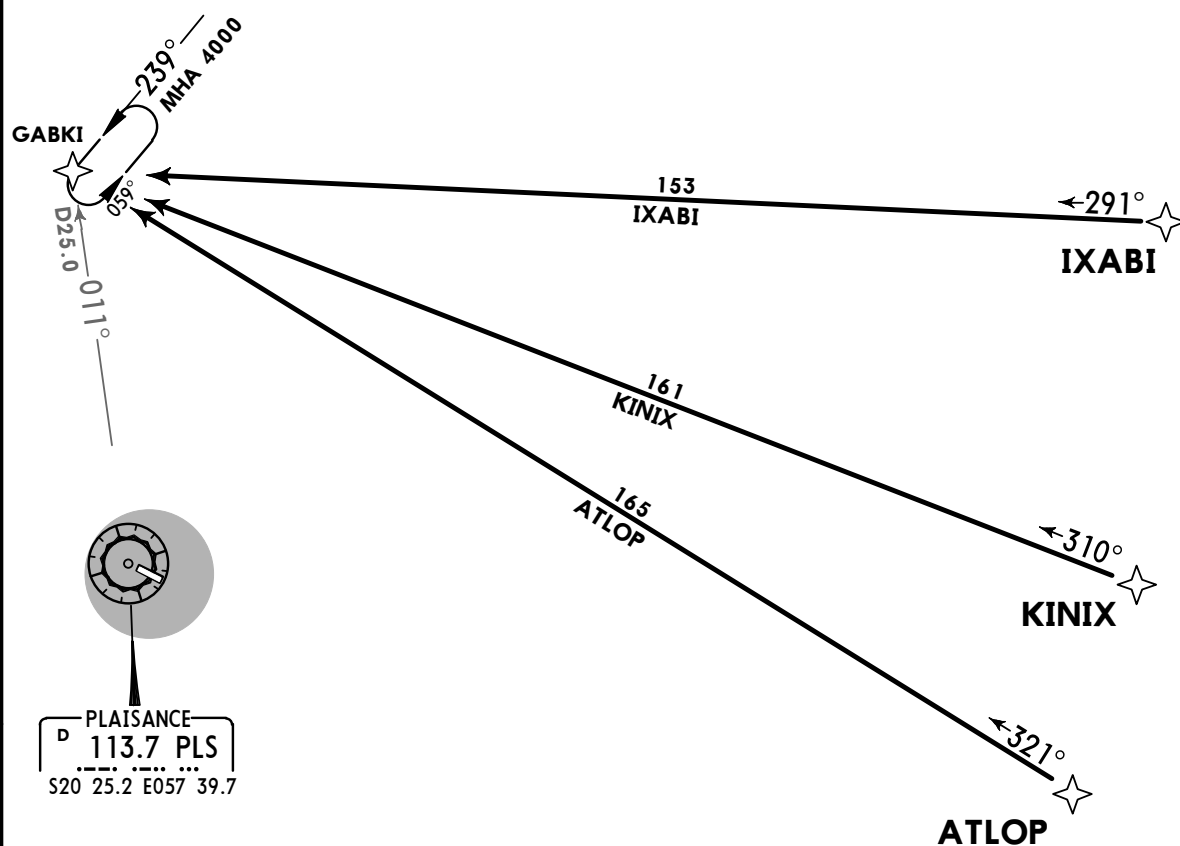 239°
MHA 4000
GABKI
059°
D25.0
011°
153
IXABI
291°
IXABI
161
KINIX
310°
KINIX
165
ATLOP
321°
ATLOP
PLAISANCE
D 113.7 PLS
S20 25.2 E057 39.7